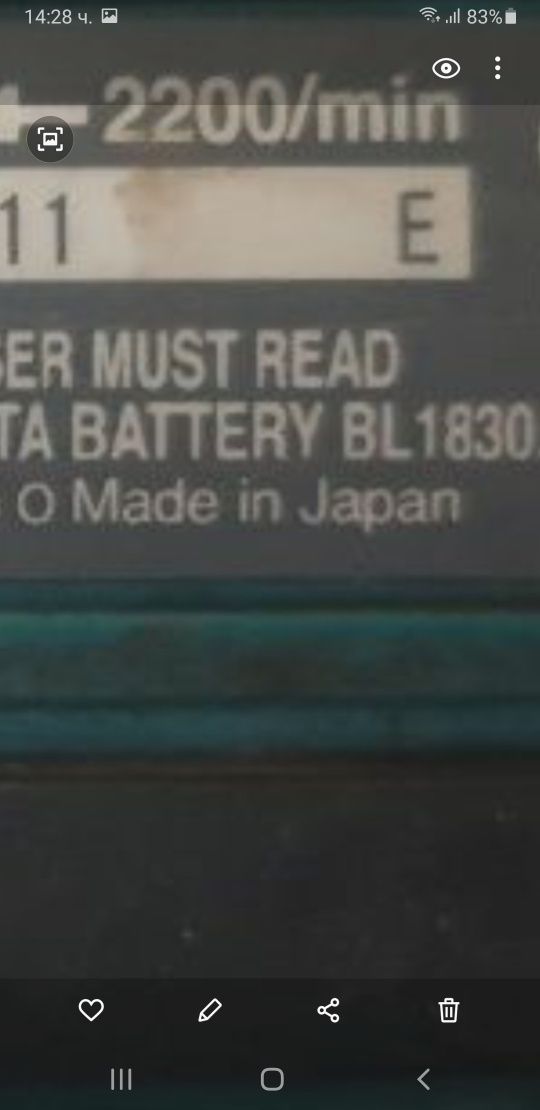 14:28 ч.
83%
2200/min
11 E
SER MUST READ
TA BATTERY BL1830
O Made in Japan